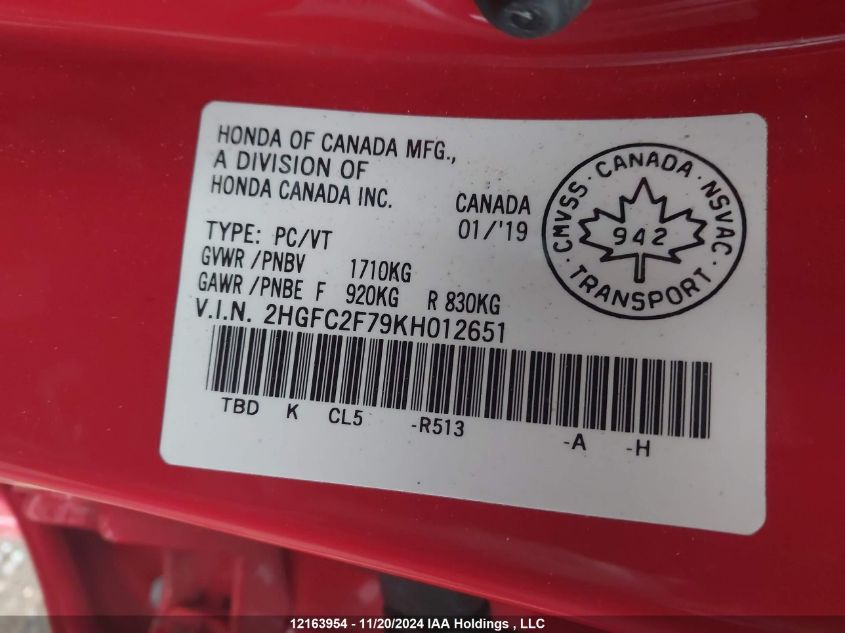 HONDA OF CANADA MFG.,
A DIVISION OF
HONDA CANADA INC.
CANADA
01/'19
TYPE: PC/VT
GVWR/PNBV 1710KG
GAWR/PNBE F 920KG R 830KG
V.I.N. 2HGFC2F79KH012651
TBD K CL5 -R513 -A -H
CMVSS · CANADA · NSVAC
942
· TRANSPORT ·
12163954 - 11/20/2024 IAA Holdings , LLC